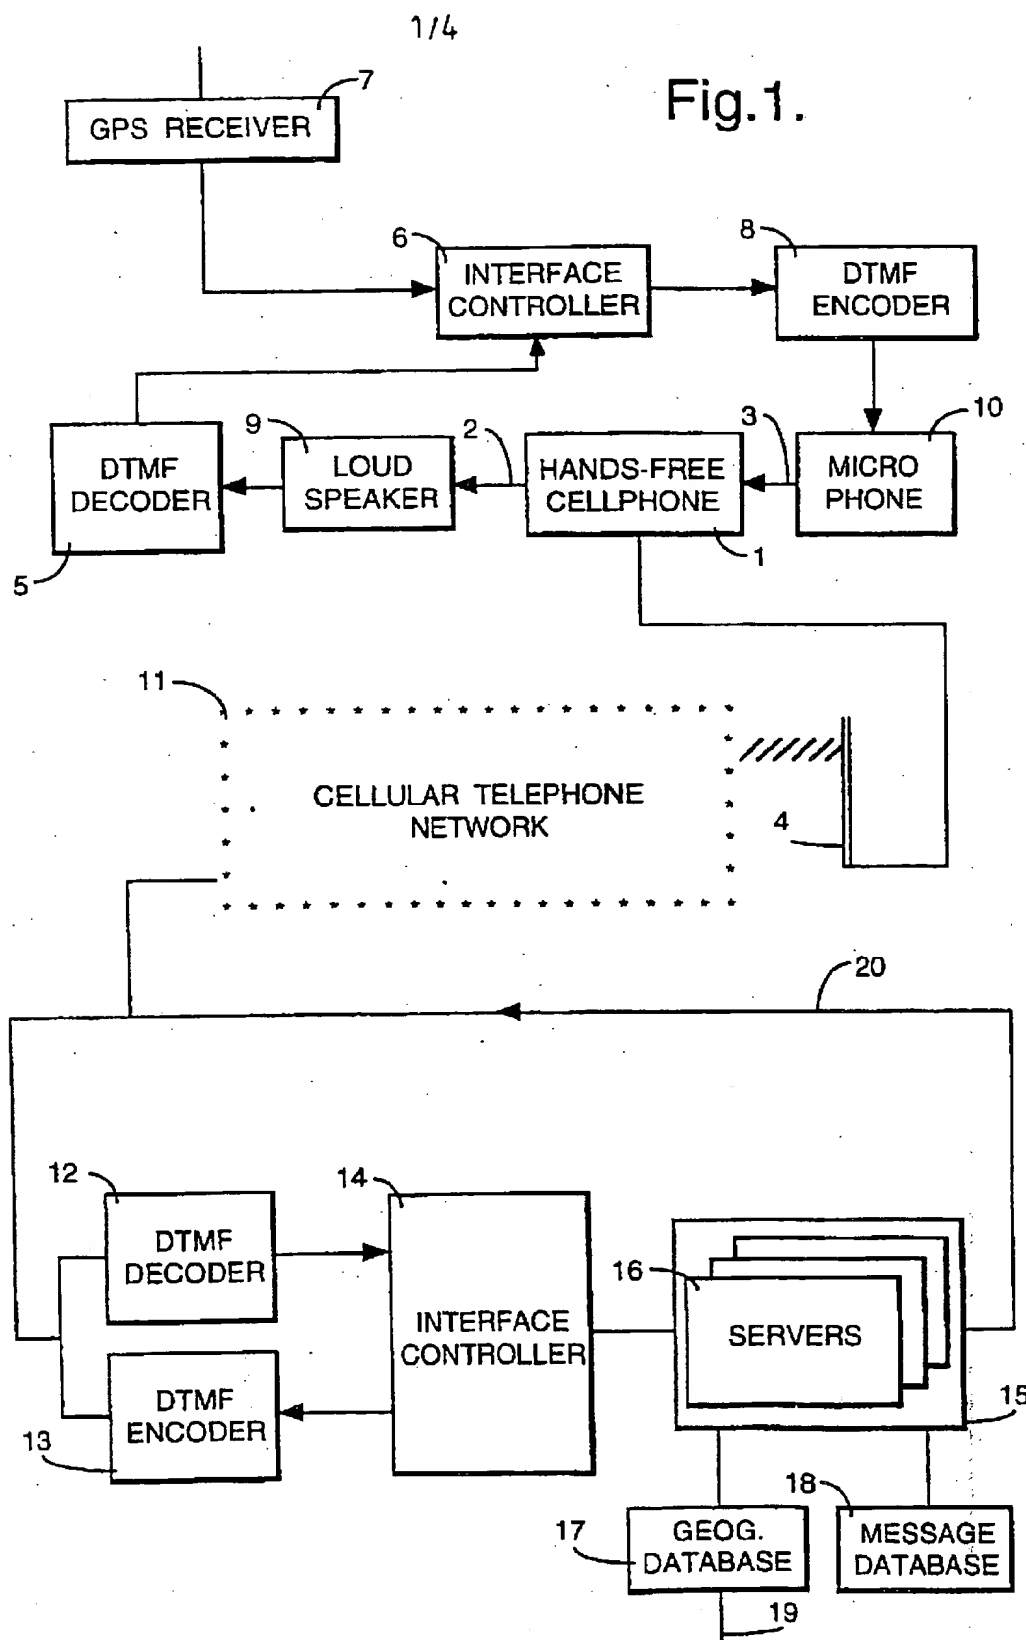 1/4
Fig.1.
7
GPS RECEIVER
6
8
INTERFACE
CONTROLLER
DTMF
ENCODER
9
2
3
10
DTMF
DECODER
LOUD
SPEAKER
HANDS-FREE
CELLPHONE
MICRO
PHONE
5
1
11
CELLULAR TELEPHONE
NETWORK
4
20
12
14
DTMF
DECODER
16
INTERFACE
CONTROLLER
SERVERS
DTMF
ENCODER
13
15
18
17
GEOG.
DATABASE
MESSAGE
DATABASE
19